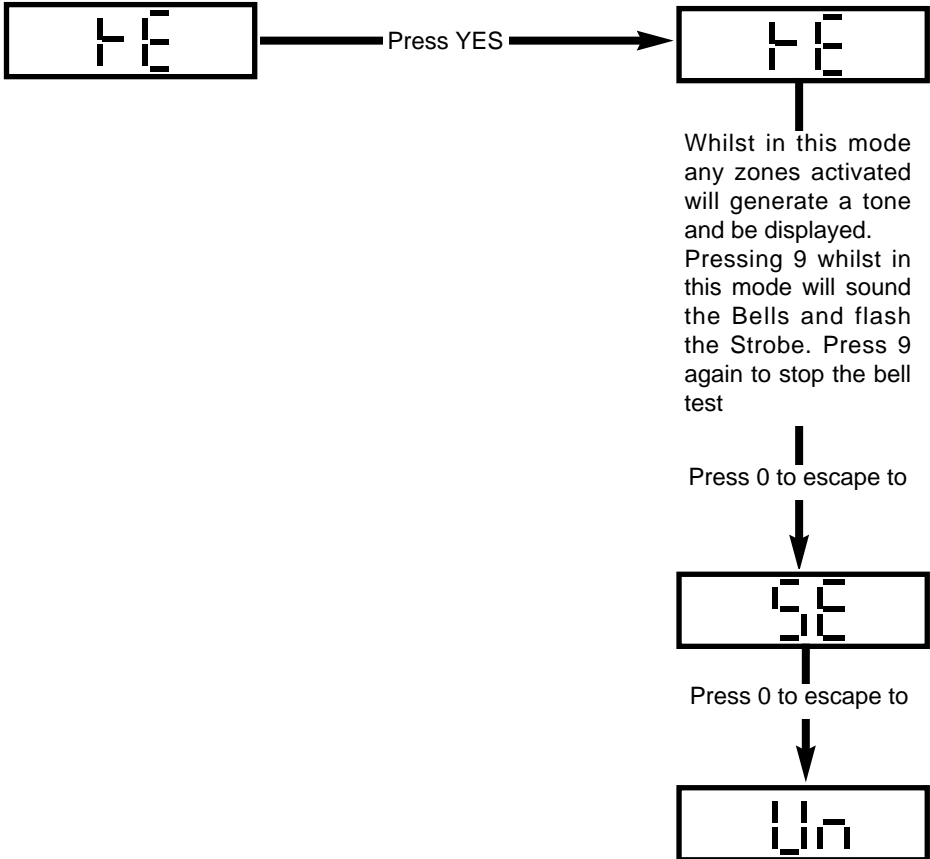 tE
Press YES
tE
Whilst in this mode
any zones activated
will generate a tone
and be displayed.
Pressing 9 whilst in
this mode will sound
the Bells and flash
the Strobe. Press 9
again to stop the bell
test
Press 0 to escape to
SE
Press 0 to escape to
Un